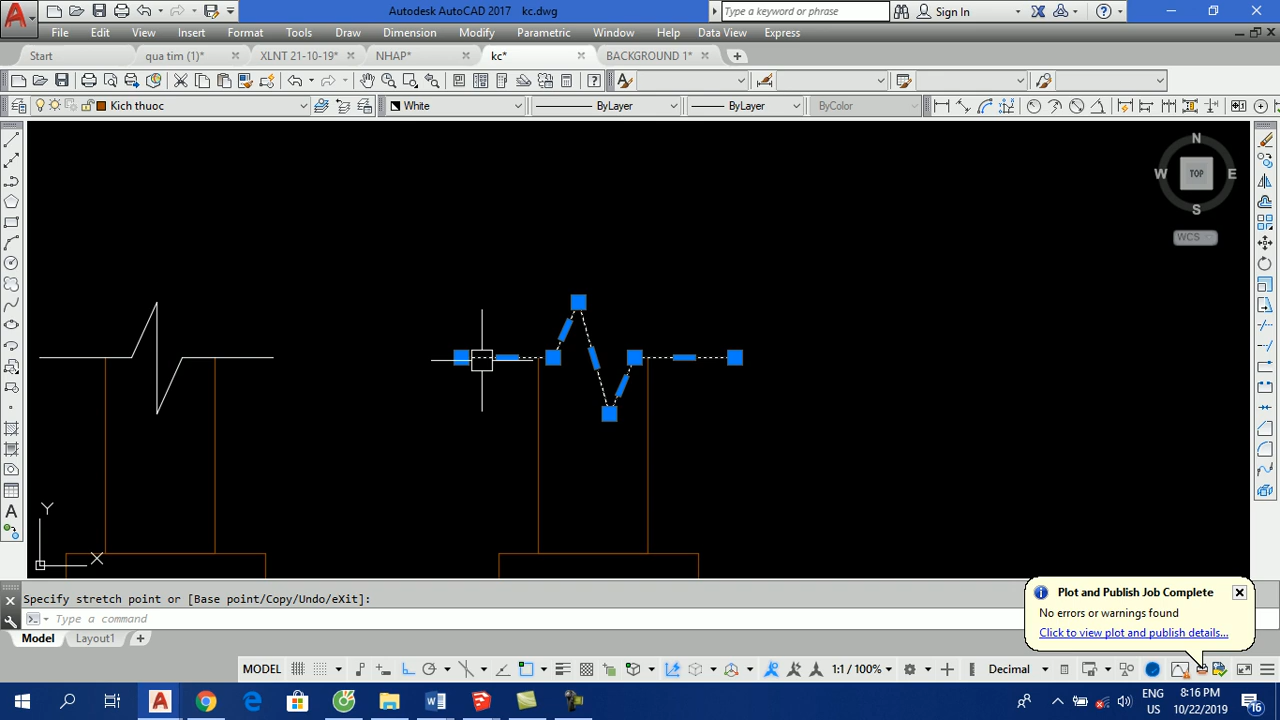 Autodesk AutoCAD 2017 kc.dwg
Type a keyword or phrase
Sign In
File Edit View Insert Format Tools Draw Dimension Modify Parametric Window Help Data View Express
Start qua tim (1)* XLNT 21-10-19* NHAP* kc* BACKGROUND 1*
Kich thuoc White ByLayer ByLayer ByColor
N
W TOP E
S
WCS
Y
X
Specify stretch point or [Base point/Copy/Undo/eXit]:
Type a command
Plot and Publish Job Complete
No errors or warnings found
Click to view plot and publish details...
Model Layout1
MODEL 1:1 / 100% Decimal
ENG 8:16 PM
US 10/22/2019 16